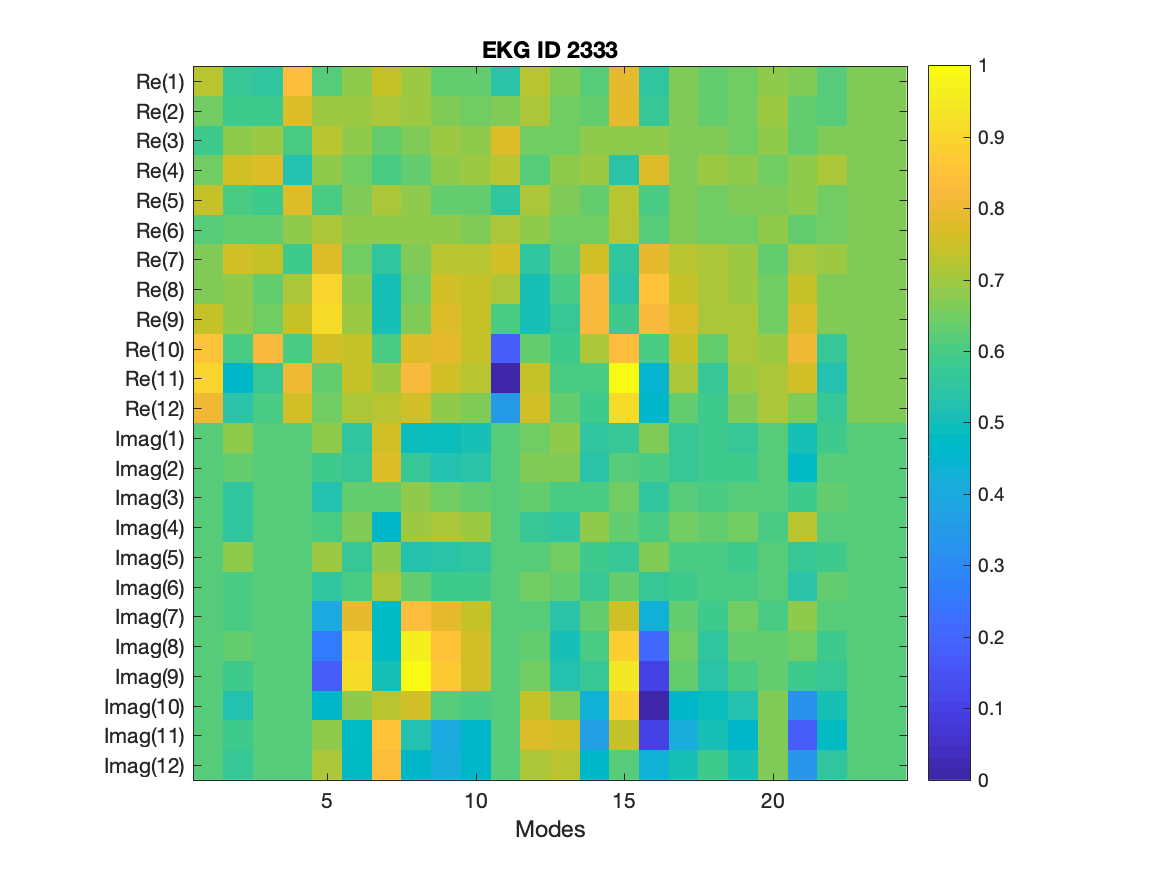 EKG ID 2333
Re(1)
Re(2)
Re(3)
Re(4)
Re(5)
Re(6)
Re(7)
Re(8)
Re(9)
Re(10)
Re(11)
Re(12)
Imag(1)
Imag(2)
Imag(3)
Imag(4)
Imag(5)
Imag(6)
Imag(7)
Imag(8)
Imag(9)
Imag(10)
Imag(11)
Imag(12)
5 10 15 20
Modes
1
0.9
0.8
0.7
0.6
0.5
0.4
0.3
0.2
0.1
0